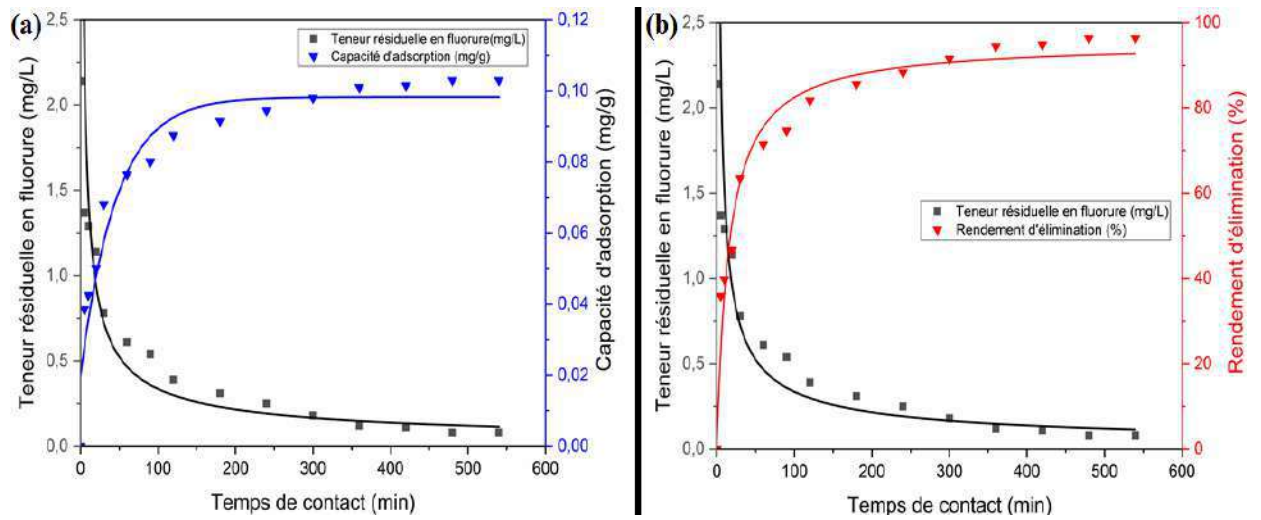 (a)
Teneur résiduelle en fluorure(mg/L)
Capacité d'adsorption (mg/g)
Teneur résiduelle en fluorure (mg/L)
2,5
2,0
1,5
1,0
0,5
0,0
0 100 200 300 400 500 600
Temps de contact (min)
0,12
0,10
0,08
0,06
0,04
0,02
0,00
Capacité d'adsorption (mg/g)
(b)
Teneur résiduelle en fluorure (mg/L)
2,5
2,0
1,5
1,0
0,5
0,0
Teneur résiduelle en fluorure (mg/L)
Rendement d'élimination (%)
0 100 200 300 400 500 600
Temps de contact (min)
100
80
60
40
20
0
Rendement d'élimination (%)